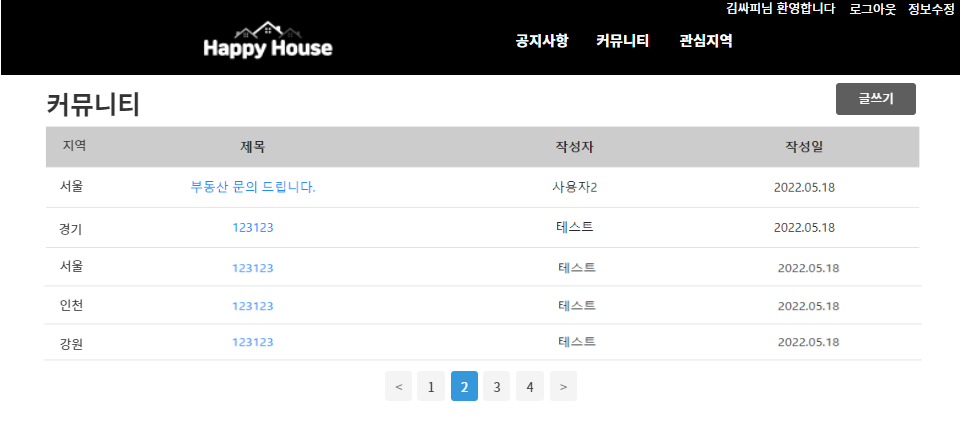 김싸피님 환영합니다 로그아웃 정보수정
Happy House 공지사항 커뮤니티 관심지역
커뮤니티 글쓰기
지역 제목 작성자 작성일
서울 부동산 문의 드립니다. 사용자2 2022.05.18
경기 123123 테스트 2022.05.18
서울 123123 테스트 2022.05.18
인천 123123 테스트 2022.05.18
강원 123123 테스트 2022.05.18
< 1 2 3 4 >